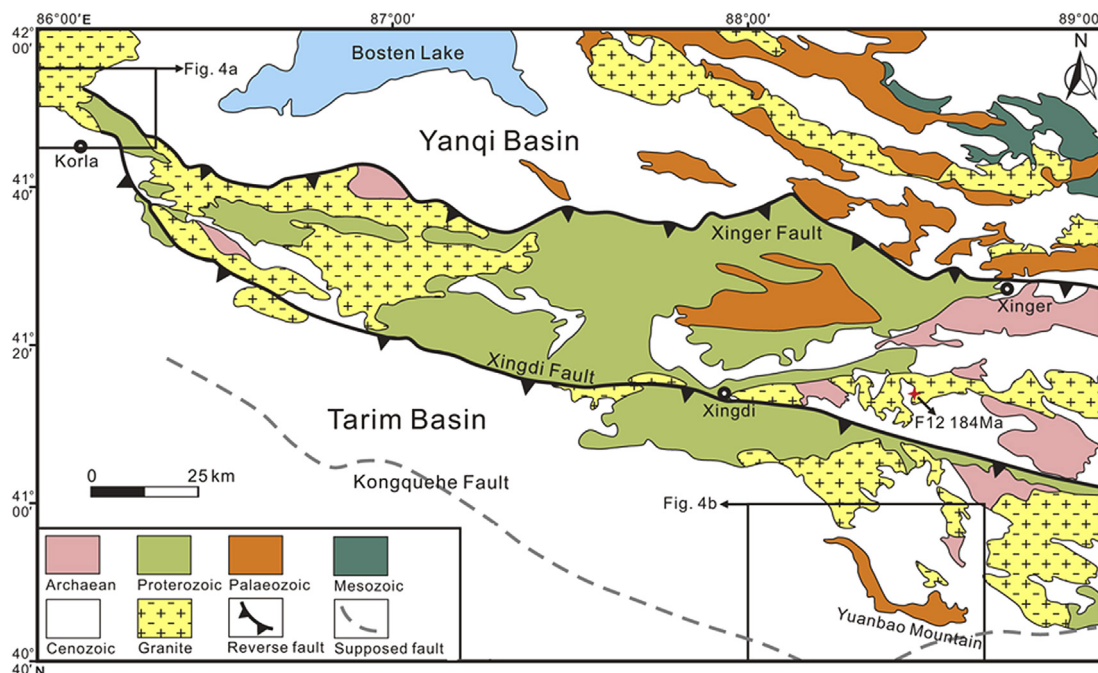 86°00′E
87°00′
88°00′
89°00′
42°
00′
N
Bosten Lake
Fig. 4a
Yanqi Basin
Korla
41°
40′
Xinger Fault
Xinger
41°
20′
Xingdi Fault
Xingdi
F12 184Ma
Tarim Basin
0
25 km
Kongquehe Fault
41°
00′
Fig. 4b
Archaean
Proterozoic
Palaeozoic
Mesozoic
Cenozoic
Granite
Reverse fault
Supposed fault
Yuanbao Mountain
40°
40′
N